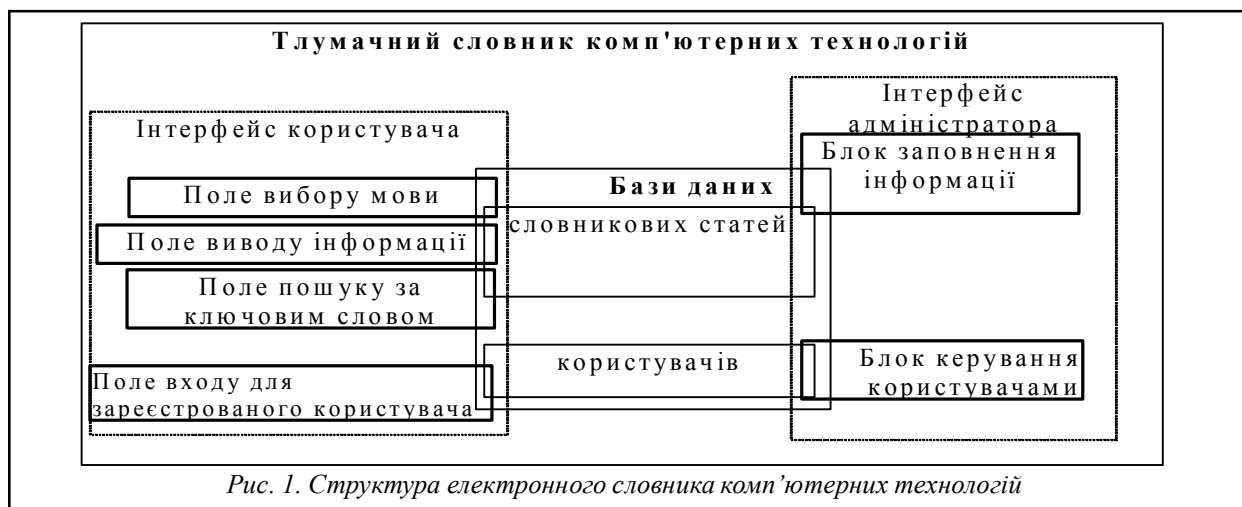 Тлумачний словник комп'ютерних технологій
Інтерфейс користувача
Поле вибору мови
Поле виводу інформації
Поле пошуку за
ключовим словом
Поле входу для
зареєстрованого користувача
Бази даних
словникових статей
користувачів
Інтерфейс
адміністратора
Блок заповнення
інформації
Блок керування
користувачами
Рис. 1. Структура електронного словника комп’ютерних технологій